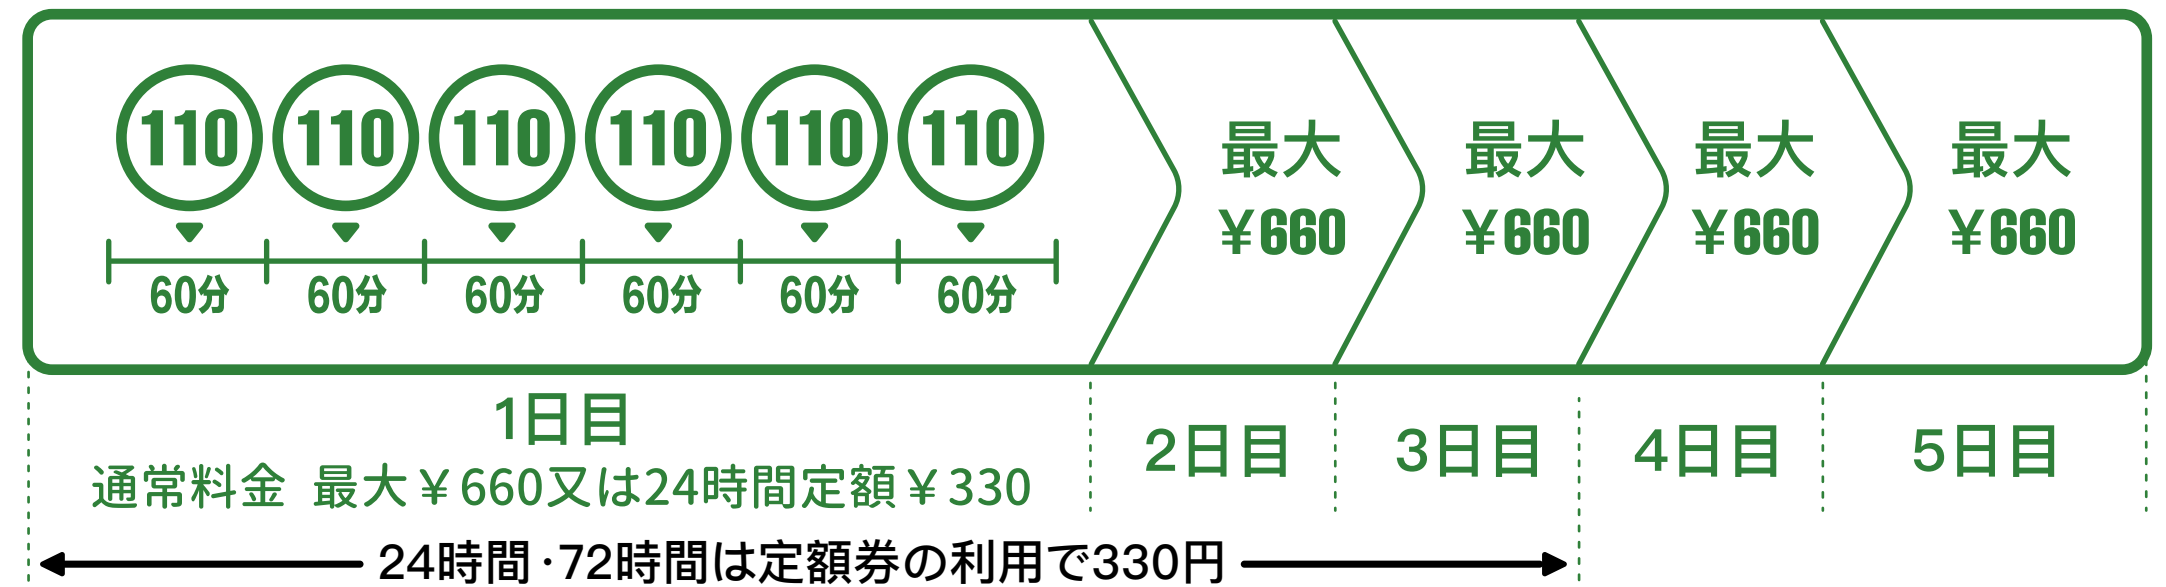 110 110 110 110 110 110
60分 60分 60分 60分 60分 60分
最大 最大 最大 最大
￥660 ￥660 ￥660 ￥660
1日目
2日目 3日目 4日目 5日目
通常料金 最大￥660又は24時間定額￥330
24時間・72時間は定額券の利用で330円